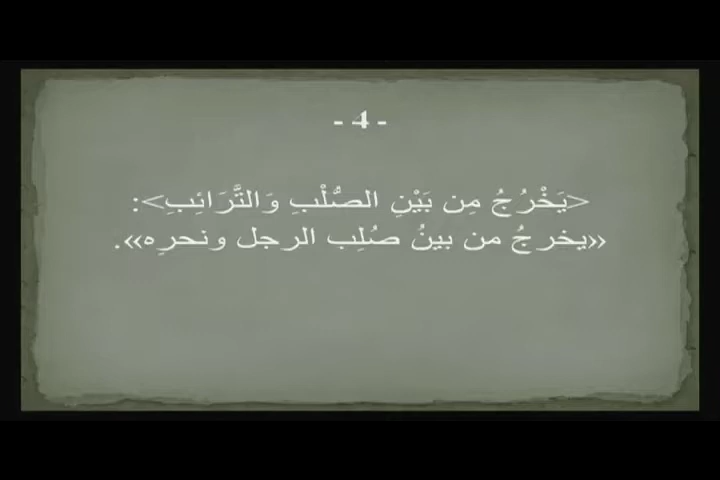 - 4 -
<يَخْرُجُ مِن بَيْنِ الصُّلْبِ وَالتَّرَائِبِ>:
«يخرجُ من بينُ صُلِب الرجل ونحرِه».